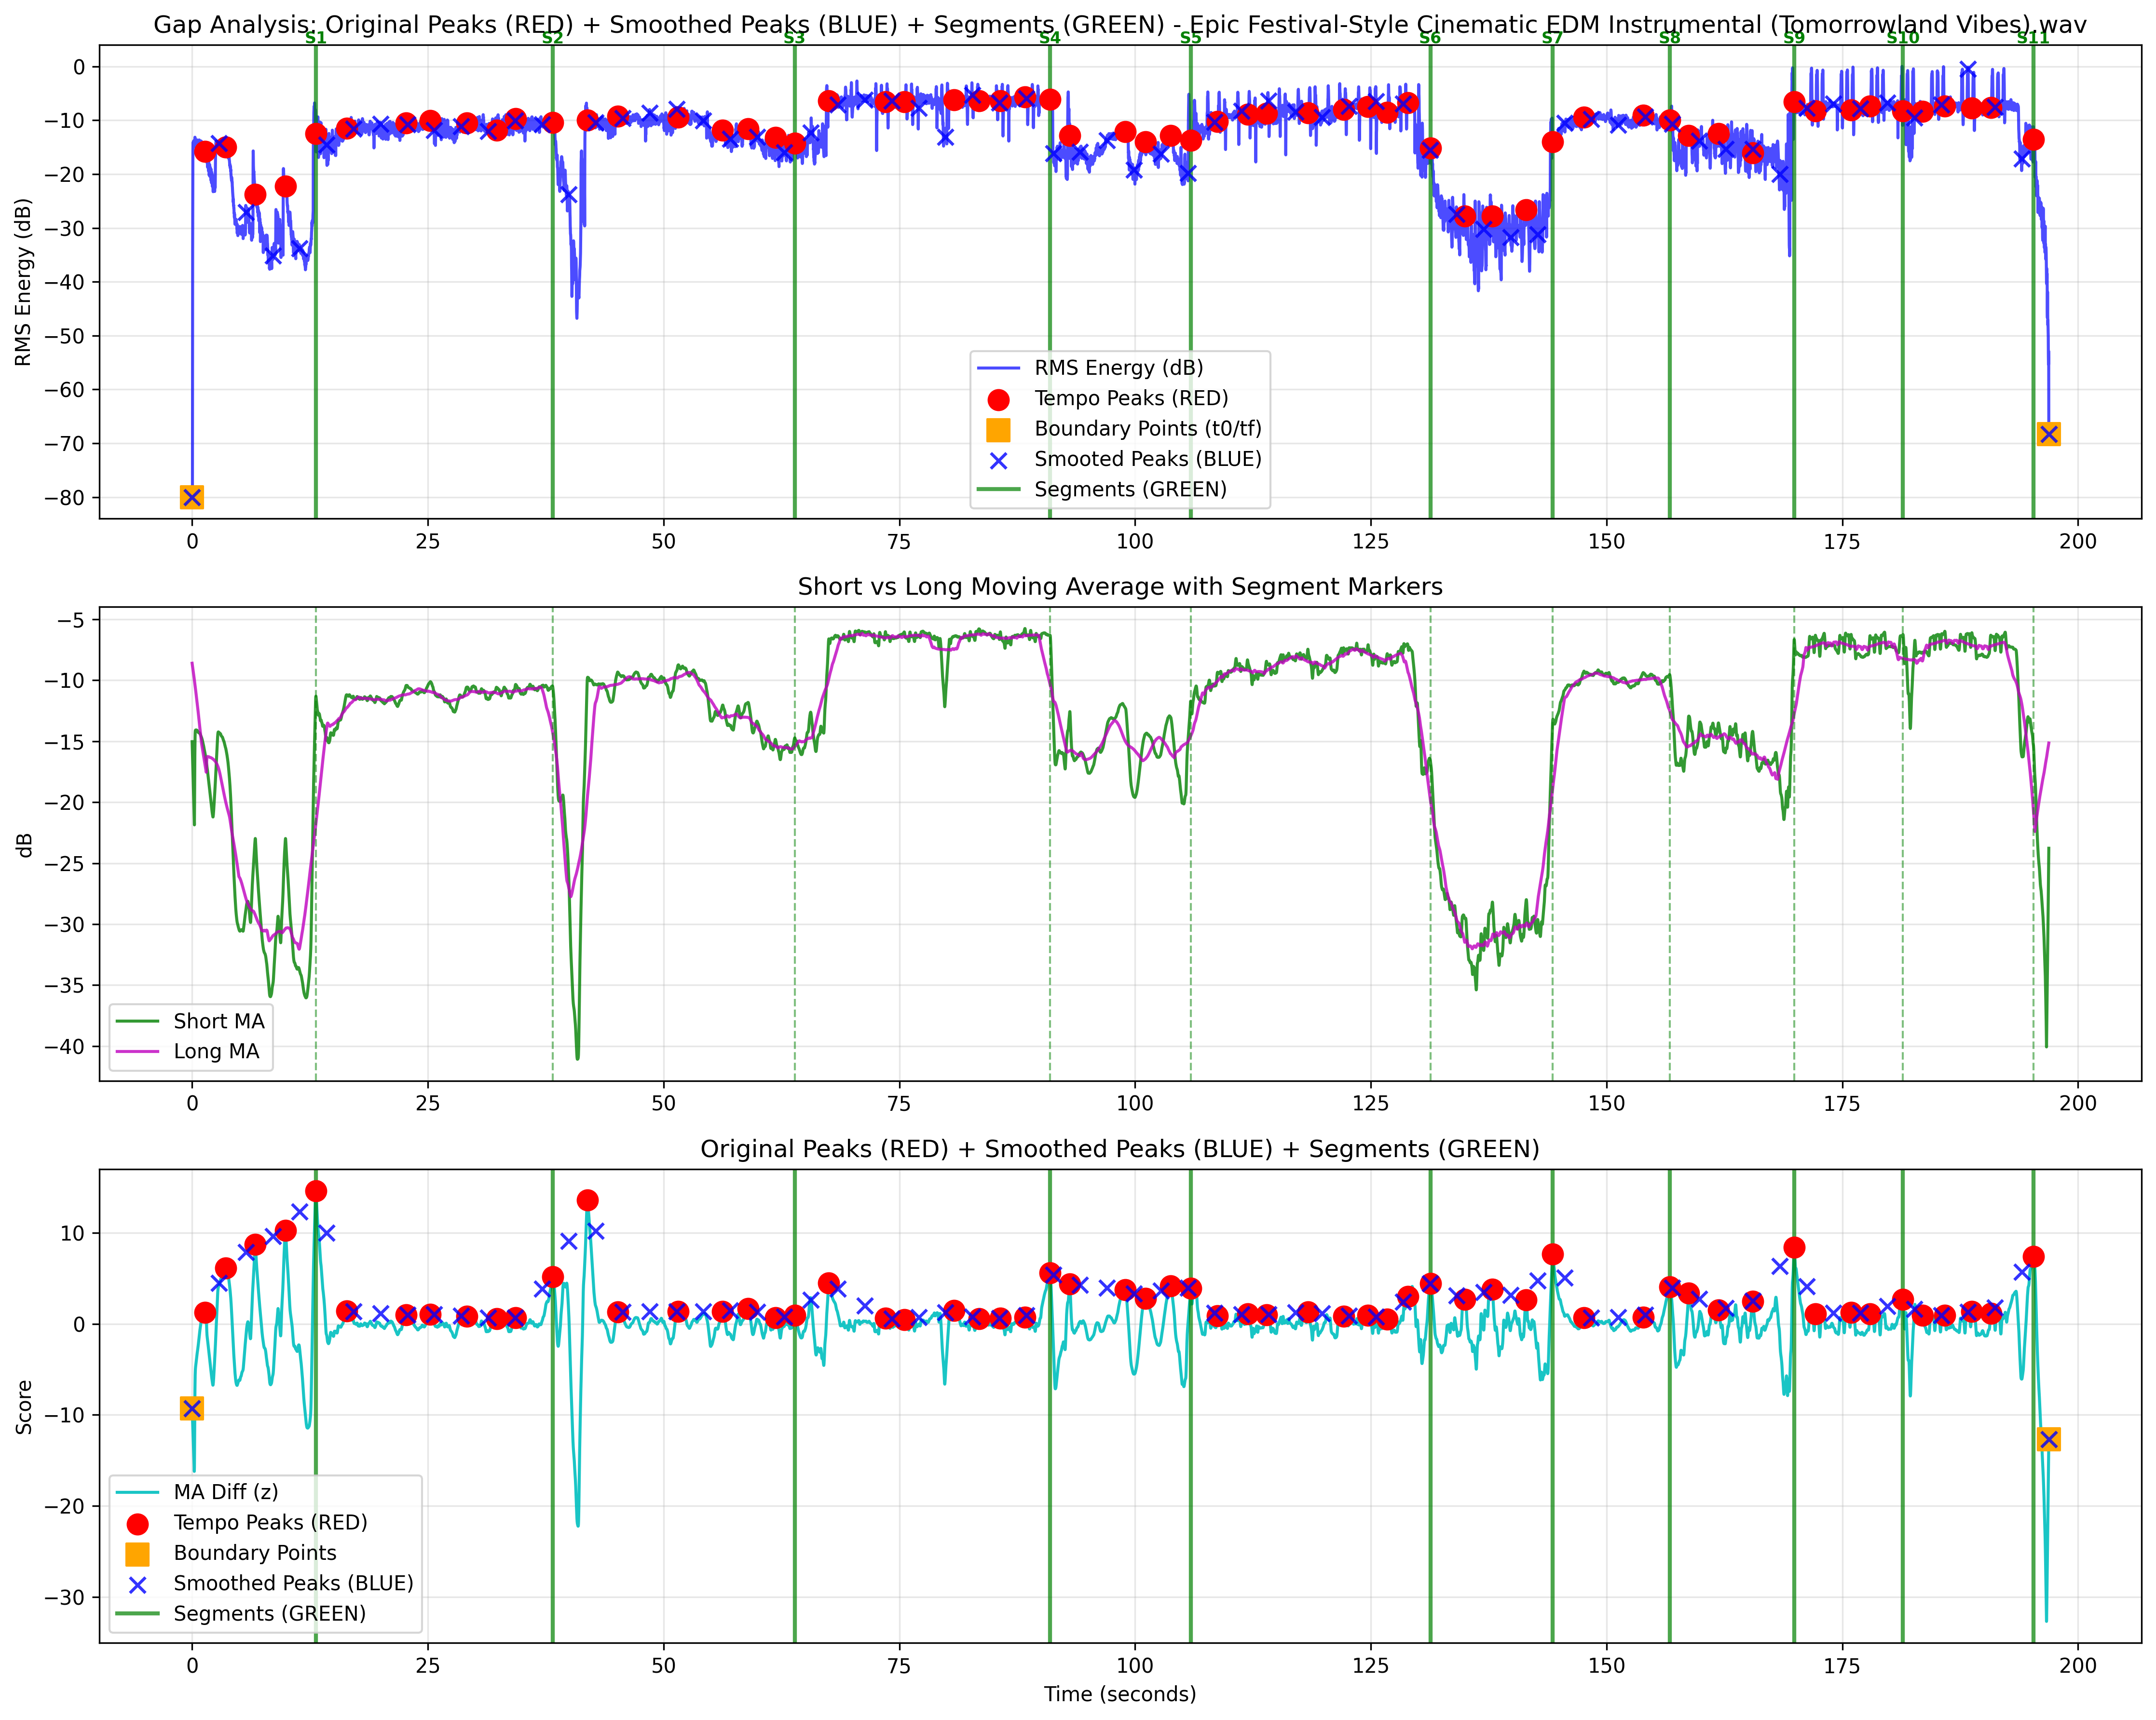 Gap Analysis: Original Peaks (RED) + Smoothed Peaks (BLUE) + Segments (GREEN) - Epic Festival-Style Cinematic EDM Instrumental (Tomorrowland Vibes).wav
S1 S2 S3 S4 S5 S6 S7 S8 S9 S10 S11
0
−10
−20
−30
−40
−50
−60
−70
−80
RMS Energy (dB)
RMS Energy (dB)
Tempo Peaks (RED)
Boundary Points (t0/tf)
Smooted Peaks (BLUE)
Segments (GREEN)
0 25 50 75 100 125 150 175 200
Short vs Long Moving Average with Segment Markers
−5
−10
−15
−20
−25
−30
−35
−40
dB
Short MA
Long MA
0 25 50 75 100 125 150 175 200
Original Peaks (RED) + Smoothed Peaks (BLUE) + Segments (GREEN)
10
0
−10
−20
−30
Score
MA Diff (z)
Tempo Peaks (RED)
Boundary Points
Smoothed Peaks (BLUE)
Segments (GREEN)
0 25 50 75 100 125 150 175 200
Time (seconds)